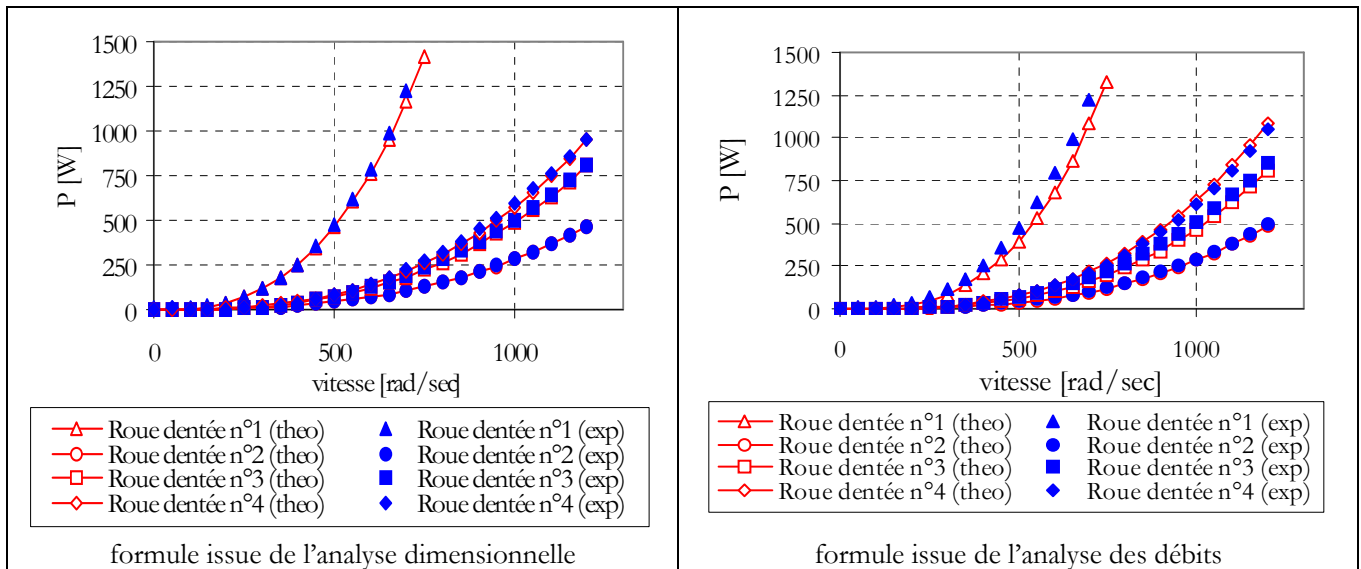 1500
1250
1000
750
500
250
0
P [W]
0 500 1000
vitesse [rad/sec]
Roue dentée n°1 (theo) Roue dentée n°1 (exp)
Roue dentée n°2 (theo) Roue dentée n°2 (exp)
Roue dentée n°3 (theo) Roue dentée n°3 (exp)
Roue dentée n°4 (theo) Roue dentée n°4 (exp)
formule issue de l'analyse dimensionnelle
1500
1250
1000
750
500
250
0
P [W]
0 500 1000
vitesse [rad/sec]
Roue dentée n°1 (theo) Roue dentée n°1 (exp)
Roue dentée n°2 (theo) Roue dentée n°2 (exp)
Roue dentée n°3 (theo) Roue dentée n°3 (exp)
Roue dentée n°4 (theo) Roue dentée n°4 (exp)
formule issue de l'analyse des débits